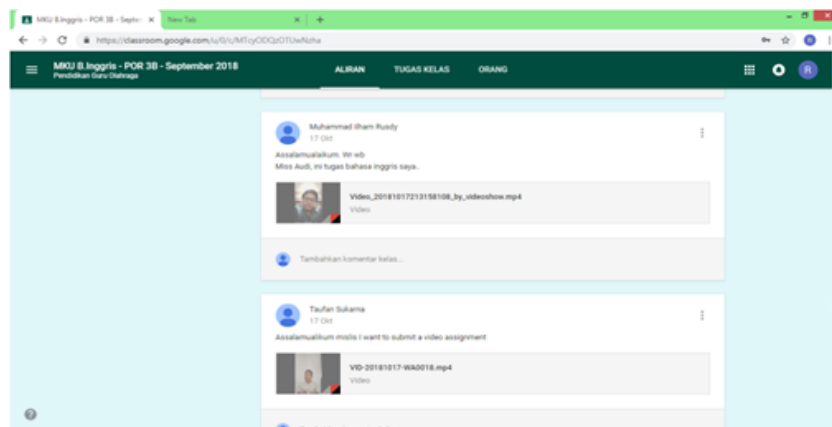 MKU B.Inggris - POR 3B - Septe
New Tab
https://classroom.google.com/u/0/c/MTcyODQzOTUwNzha
MKU B.Inggris - POR 3B - September 2018
Pendidikan Guru Olahraga
ALIRAN TUGAS KELAS ORANG
R
Muhammad Ilham Rusdy
17 Okt
Assalamualaikum. Wr wb
Miss Audi, ini tugas bahasa inggris saya..
Video_20181017213158108_by_videoshow.mp4
Video
Tambahkan komentar kelas...
Taufan Sukarna
17 Okt
Assalamualikum mislis I want to submit a video assignment
VID-20181017-WA0018.mp4
Video